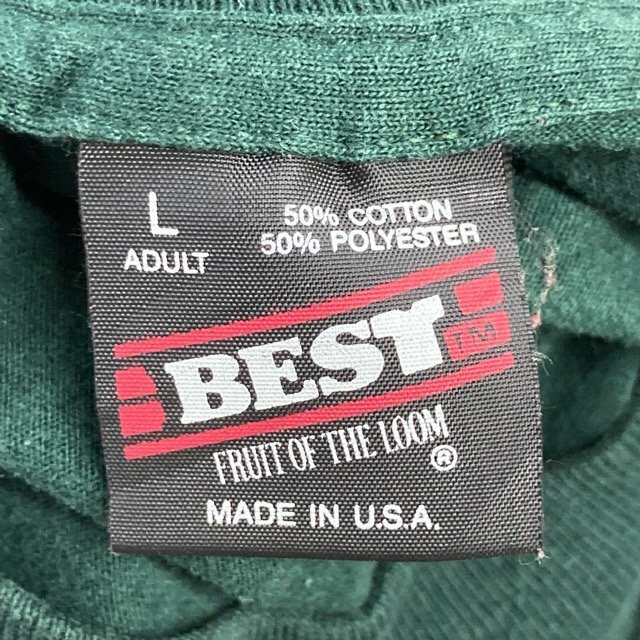 L
ADULT
50% COTTON
50% POLYESTER
BEST TM
FRUIT OF THE LOOM ®
MADE IN U.S.A.